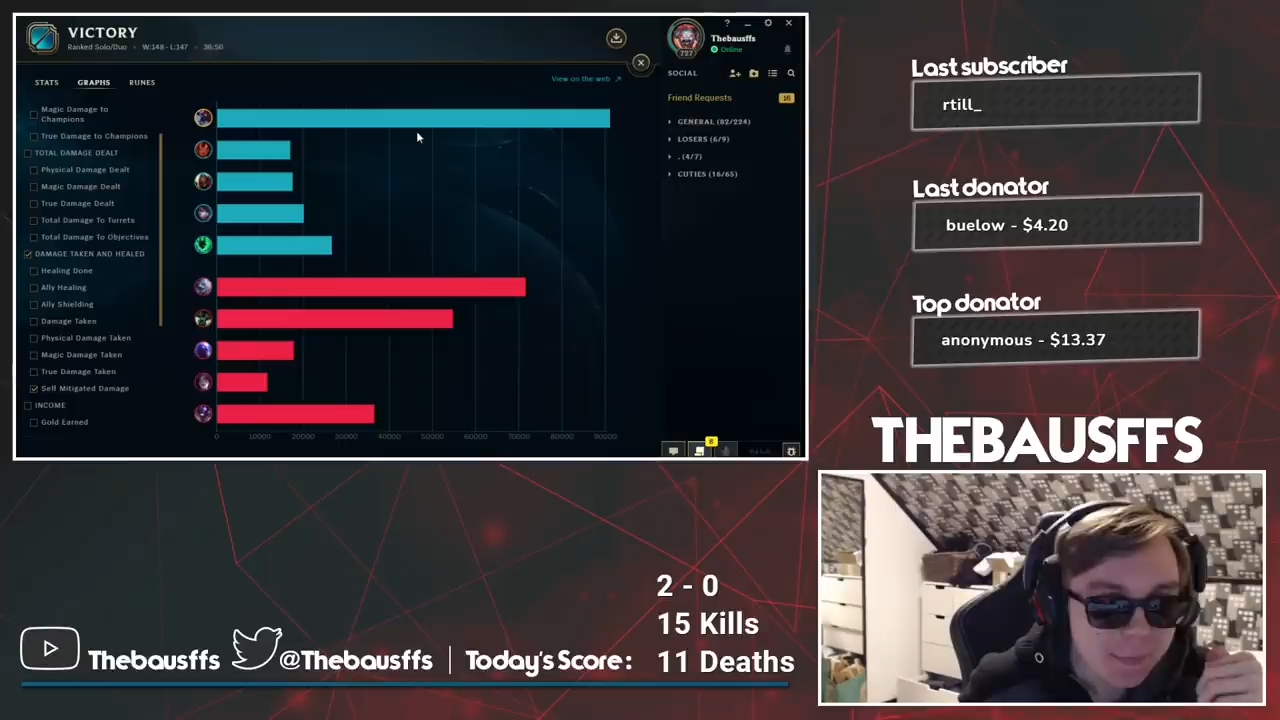 VICTORY
Ranked Solo/Duo • W:148 - L:147 • 36:56
STATS GRAPHS RUNES
View on the web
Magic Damage to
Champions
True Damage to Champions
TOTAL DAMAGE DEALT
Physical Damage Dealt
Magic Damage Dealt
True Damage Dealt
Total Damage To Turrets
Total Damage To Objectives
DAMAGE TAKEN AND HEALED
Healing Done
Ally Healing
Ally Shielding
Damage Taken
Physical Damage Taken
Magic Damage Taken
True Damage Taken
Self Mitigated Damage
INCOME
Gold Earned
0 10000 20000 30000 40000 50000 60000 70000 80000 90000
?
Thebausffs
Online
727
SOCIAL
Friend Requests 16
GENERAL (82/224)
LOSERS (6/9)
. (4/7)
CUTIES (16/65)
8
Last subscriber
rtill_
Last donator
buelow - $4.20
Top donator
anonymous - $13.37
THEBAUSFFS
Thebausffs @Thebausffs | Today's Score:
2 - 0
15 Kills
11 Deaths